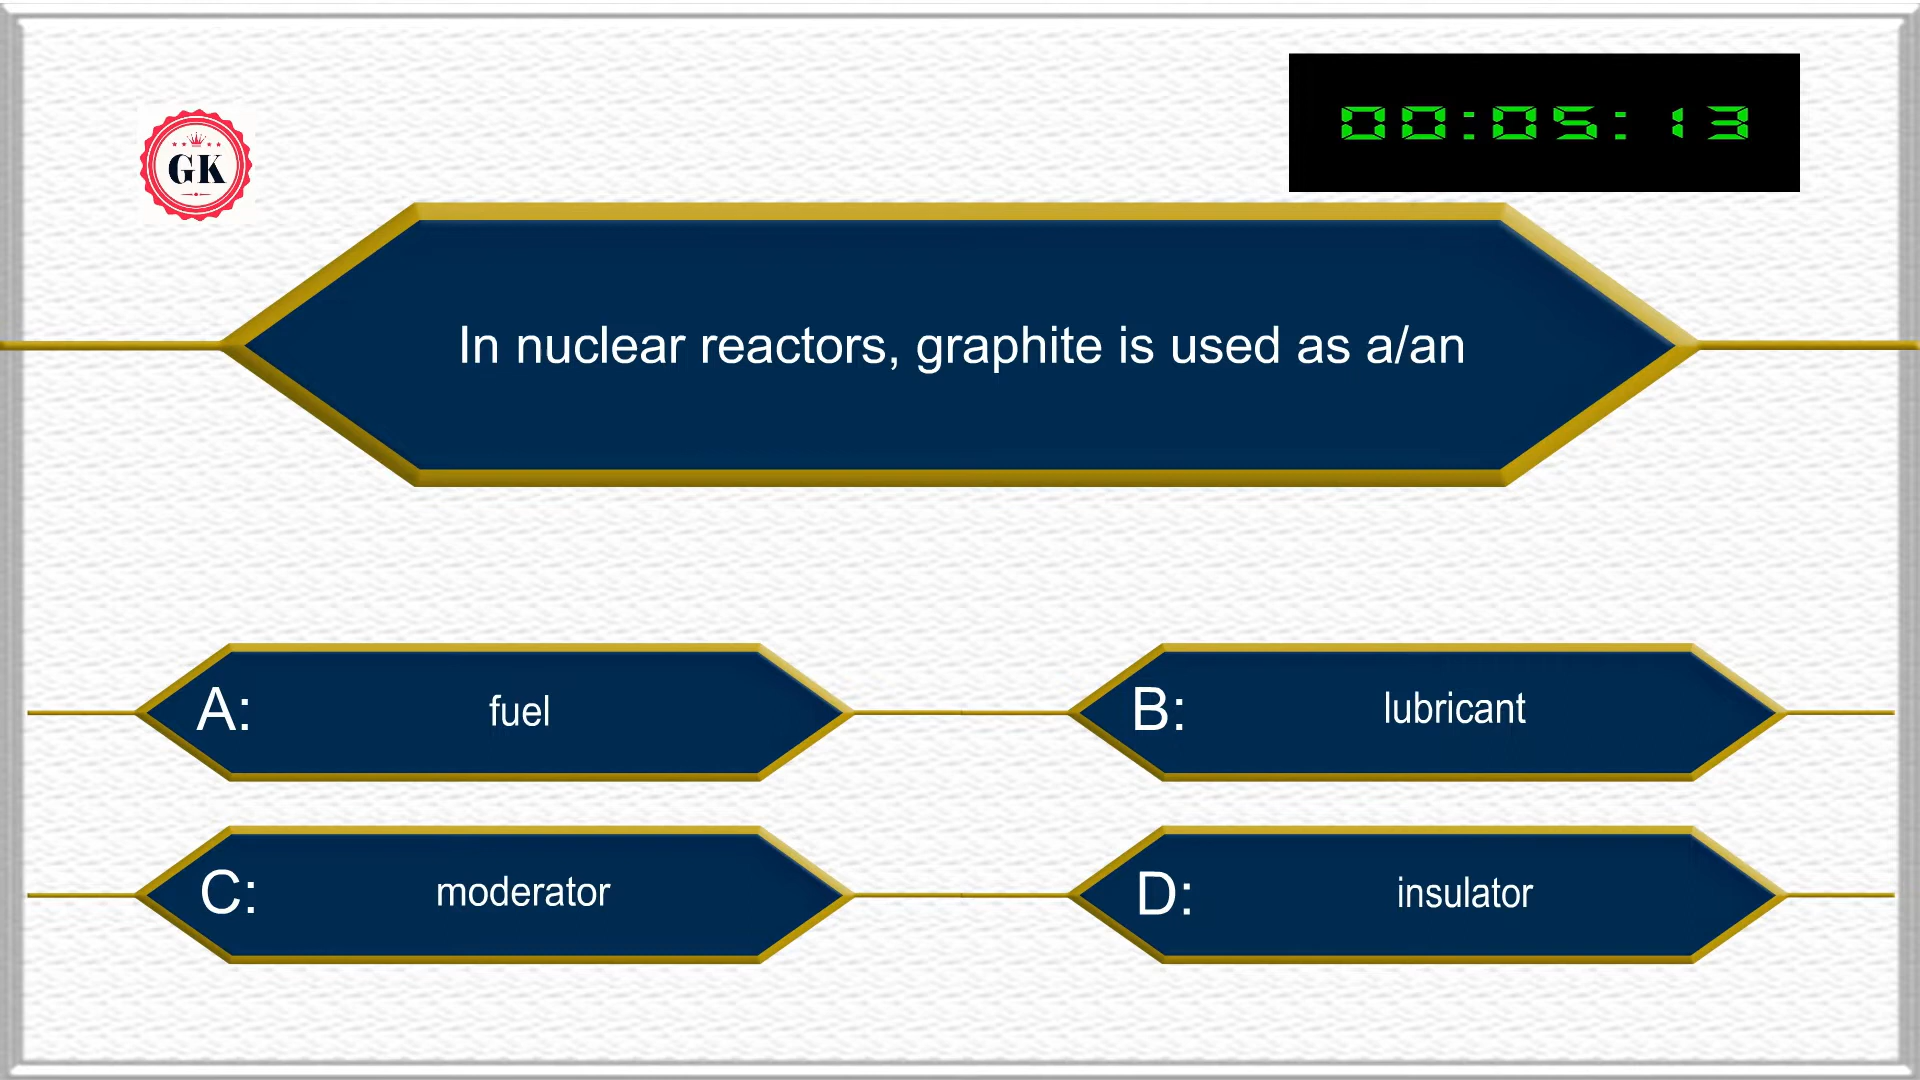 00:05:13
GK
In nuclear reactors, graphite is used as a/an
A: fuel
B: lubricant
C: moderator
D: insulator